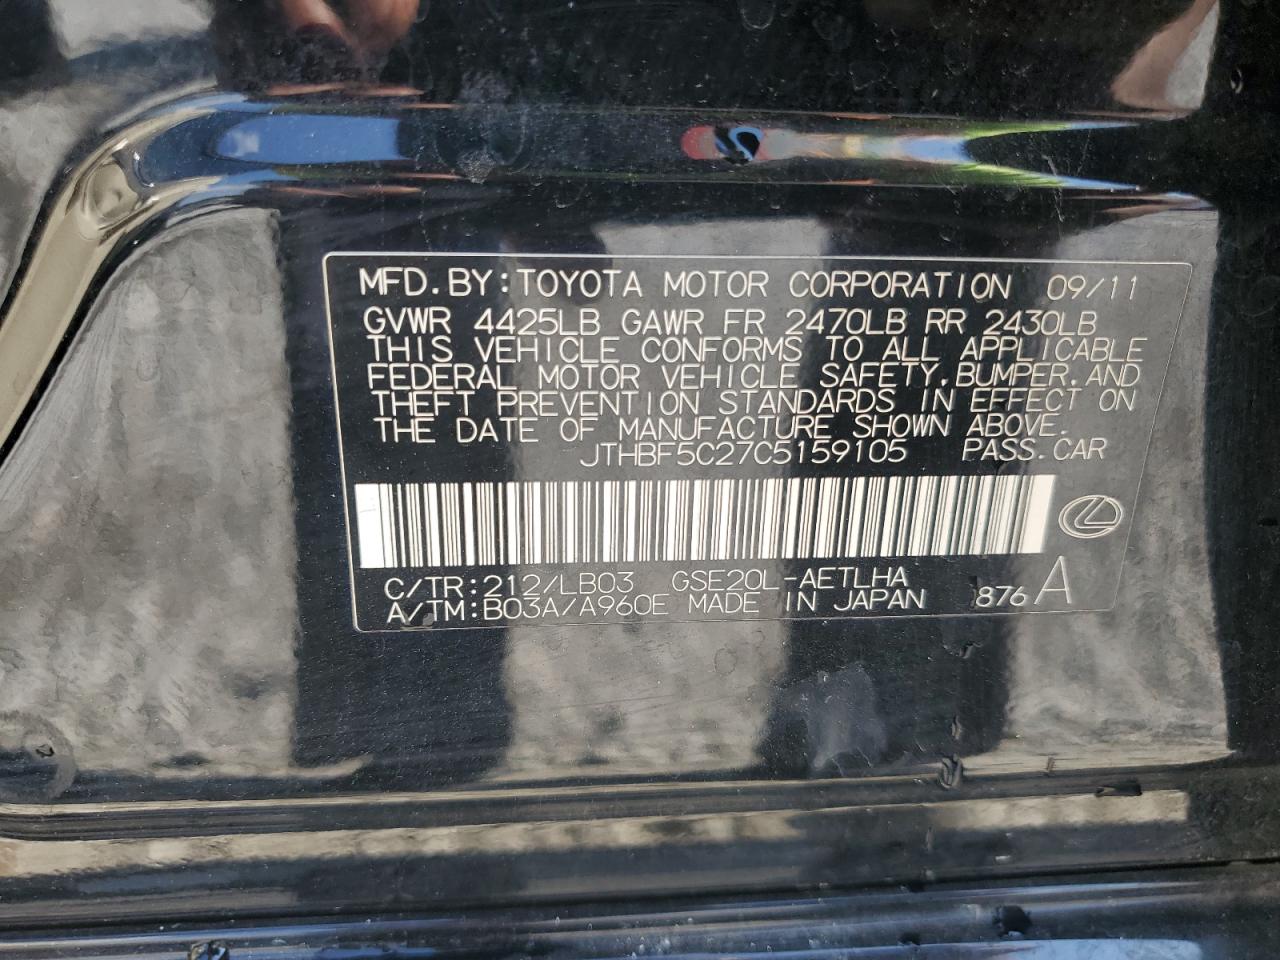 MFD.BY:TOYOTA MOTOR CORPORATION 09/11
GVWR 4425LB GAWR FR 2470LB RR 2430LB
THIS VEHICLE CONFORMS TO ALL APPLICABLE
FEDERAL MOTOR VEHICLE SAFETY,BUMPER,AND
THEFT PREVENTION STANDARDS IN EFFECT ON
THE DATE OF MANUFACTURE SHOWN ABOVE.
JTHBF5C27C5159105 PASS.CAR
C/TR:212/LB03 GSE20L-AETLHA
A/TM:B03A/A960E MADE IN JAPAN 876A